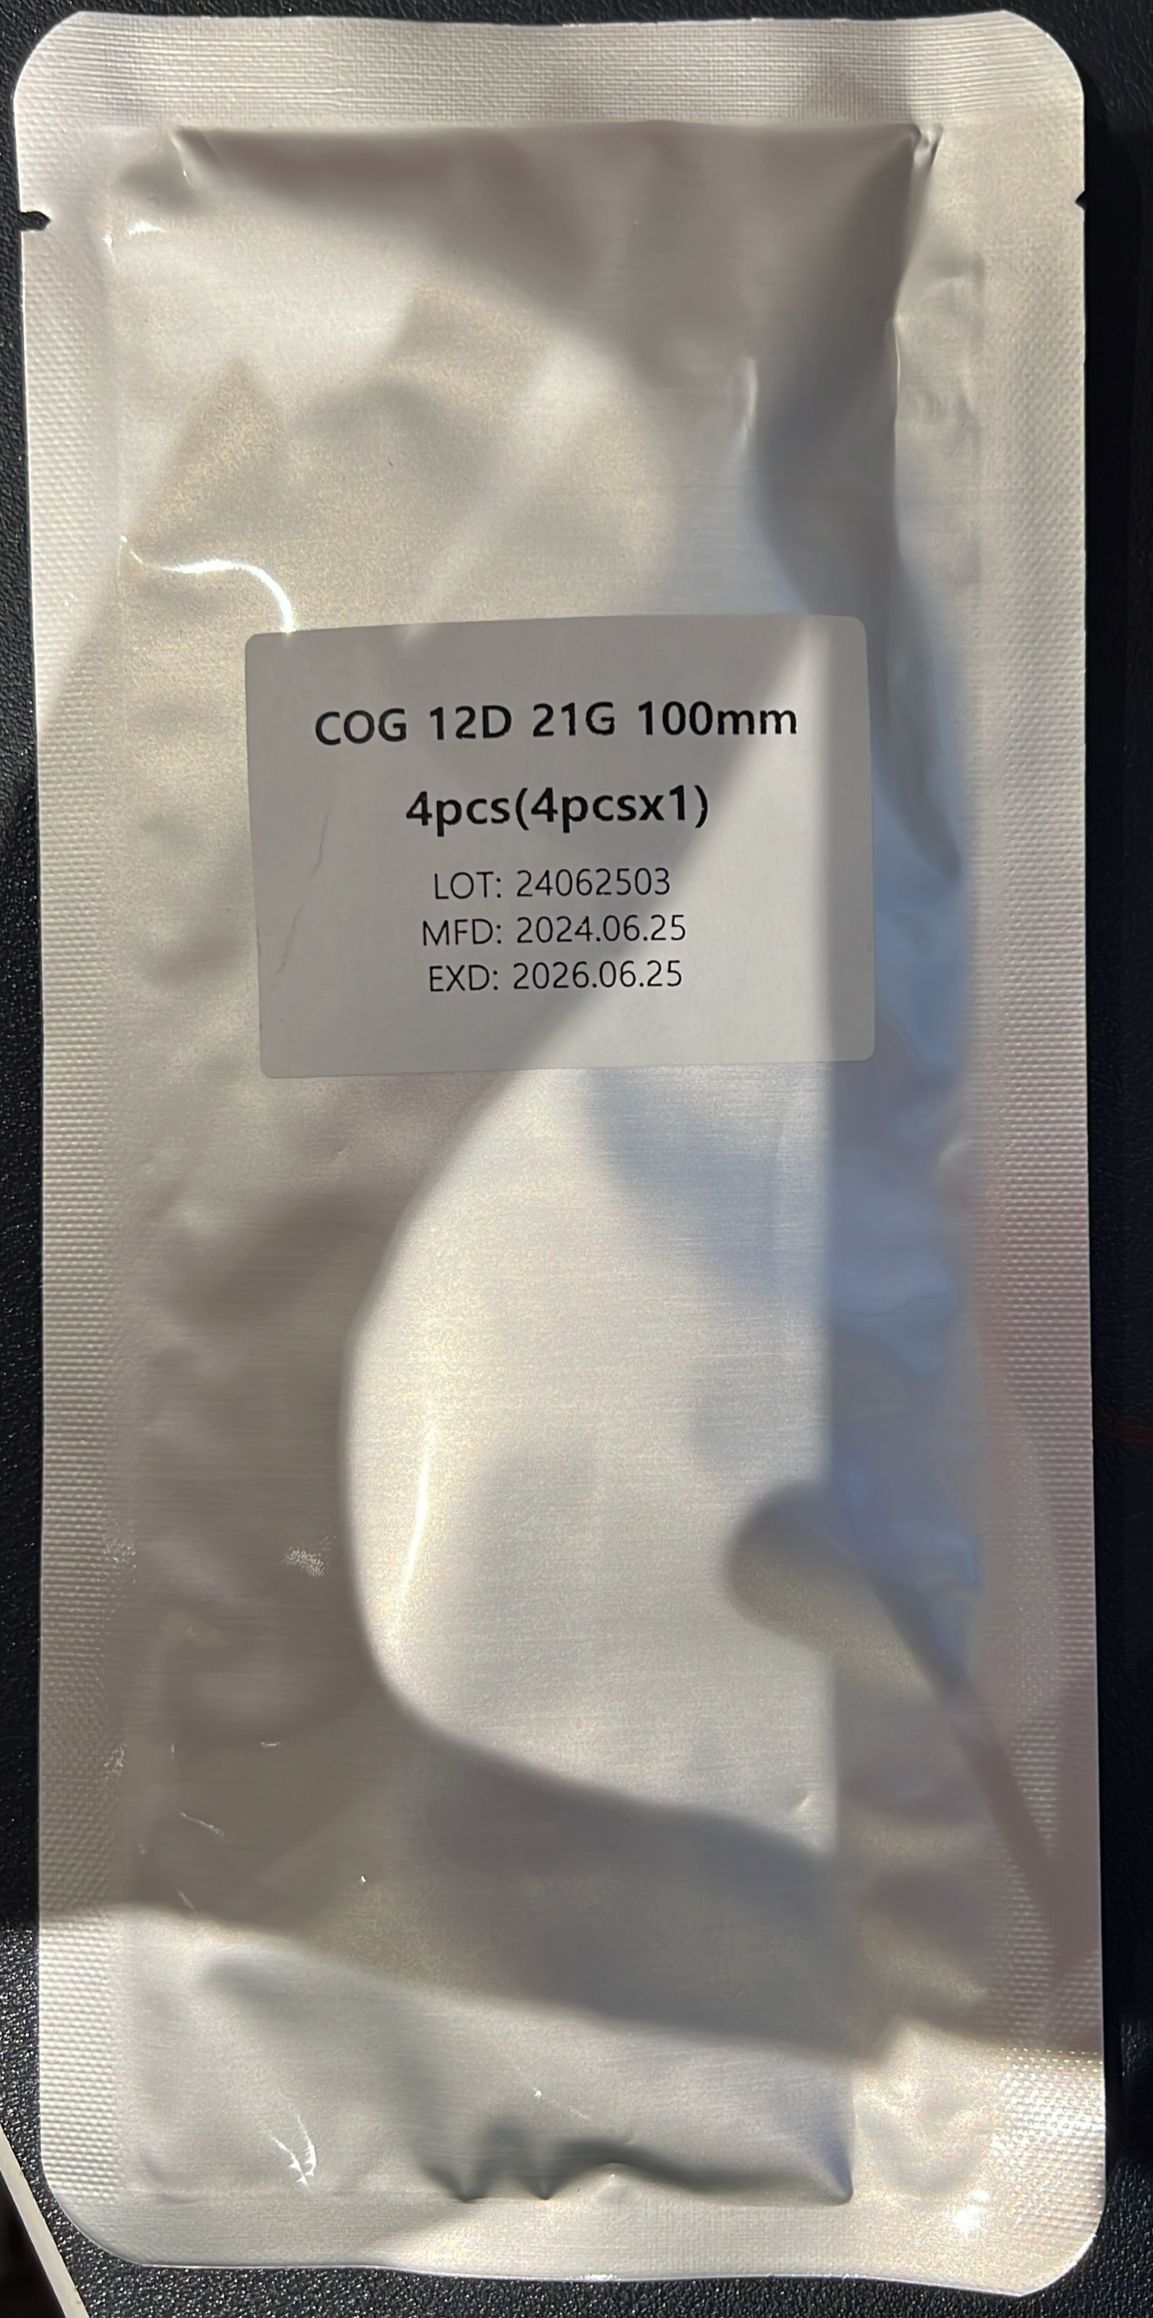 COG 12D 21G 100mm
4pcs(4pcsx1)
LOT: 24062503
MFD: 2024.06.25
EXD: 2026.06.25